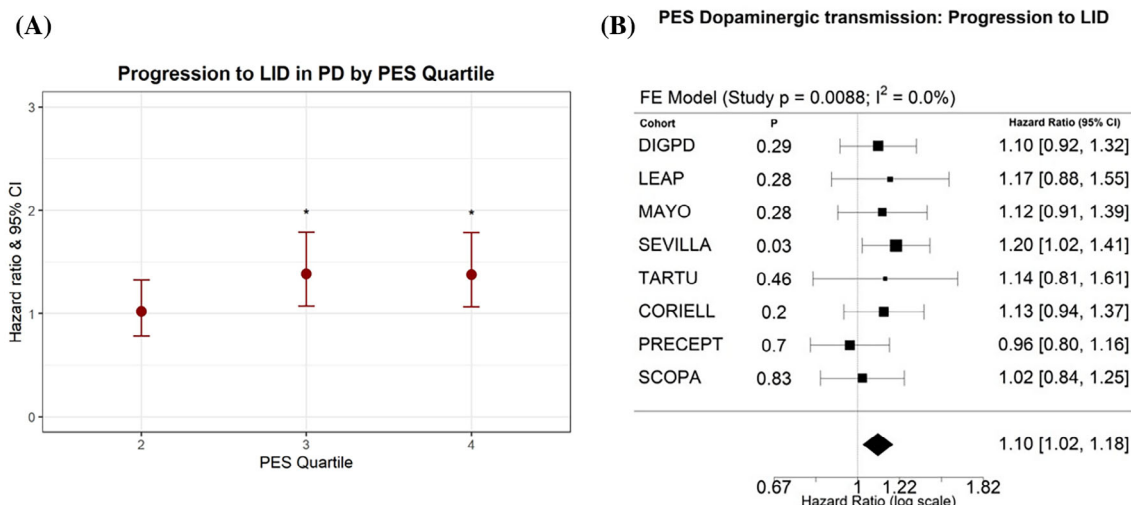 (A)
Progression to LID in PD by PES Quartile
Hazard ratio & 95% CI
3
2
1
0
*
*
2 3 4
PES Quartile
(B)
PES Dopaminergic transmission: Progression to LID
FE Model (Study p = 0.0088; I² = 0.0%)
Cohort P Hazard Ratio (95% CI)
DIGPD 0.29 1.10 [0.92, 1.32]
LEAP 0.28 1.17 [0.88, 1.55]
MAYO 0.28 1.12 [0.91, 1.39]
SEVILLA 0.03 1.20 [1.02, 1.41]
TARTU 0.46 1.14 [0.81, 1.61]
CORIELL 0.2 1.13 [0.94, 1.37]
PRECEPT 0.7 0.96 [0.80, 1.16]
SCOPA 0.83 1.02 [0.84, 1.25]
1.10 [1.02, 1.18]
0.67 1 1.22 1.82
Hazard Ratio (log scale)